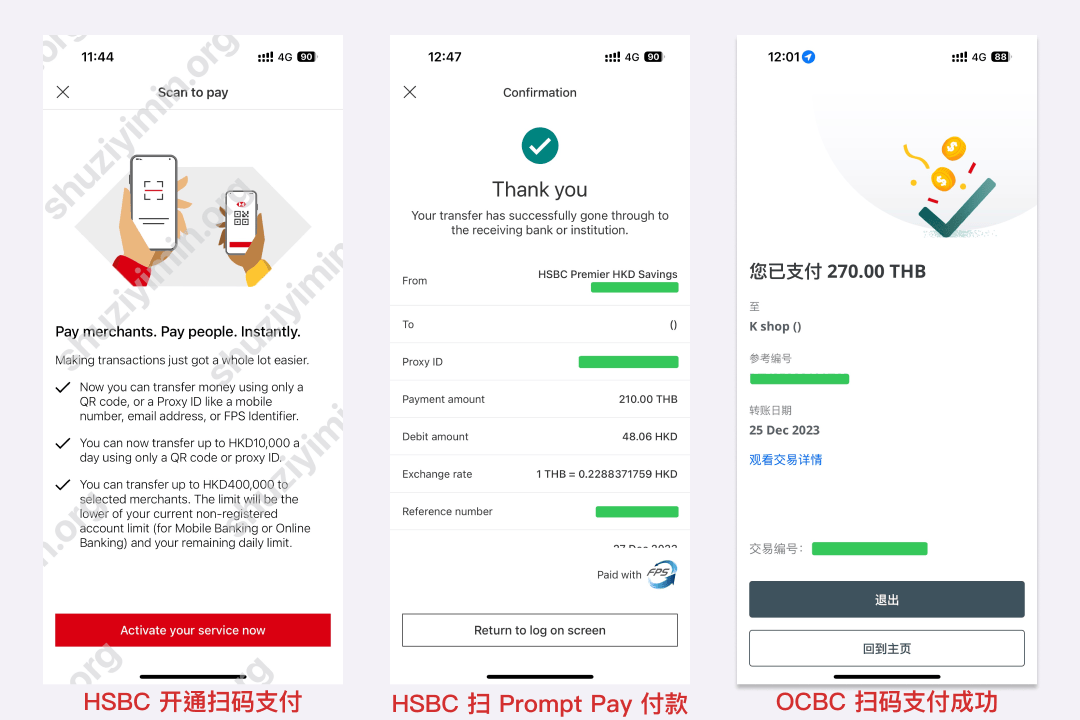 11:44
4G 90
Scan to pay
Pay merchants. Pay people. Instantly.
Making transactions just got a whole lot easier.
Now you can transfer money using only a
QR code, or a Proxy ID like a mobile
number, email address, or FPS Identifier.
You can now transfer up to HKD10,000 a
day using only a QR code or proxy ID.
You can transfer up to HKD400,000 to
selected merchants. The limit will be the
lower of your current non-registered
account limit (for Mobile Banking or Online
Banking) and your remaining daily limit.
Activate your service now
shuziyimin.org
HSBC 开通扫码支付
12:47
4G 90
Confirmation
Thank you
Your transfer has successfully gone through to
the receiving bank or institution.
From
HSBC Premier HKD Savings
To ()
Proxy ID
Payment amount 210.00 THB
Debit amount 48.06 HKD
Exchange rate 1 THB = 0.2288371759 HKD
Reference number
27 Dec 2023
Paid with FPS
Return to log on screen
HSBC 扫 Prompt Pay 付款
12:01
4G 88
您已支付 270.00 THB
至
K shop ()
参考编号
转账日期
25 Dec 2023
观看交易详情
交易编号：
退出
回到主页
OCBC 扫码支付成功